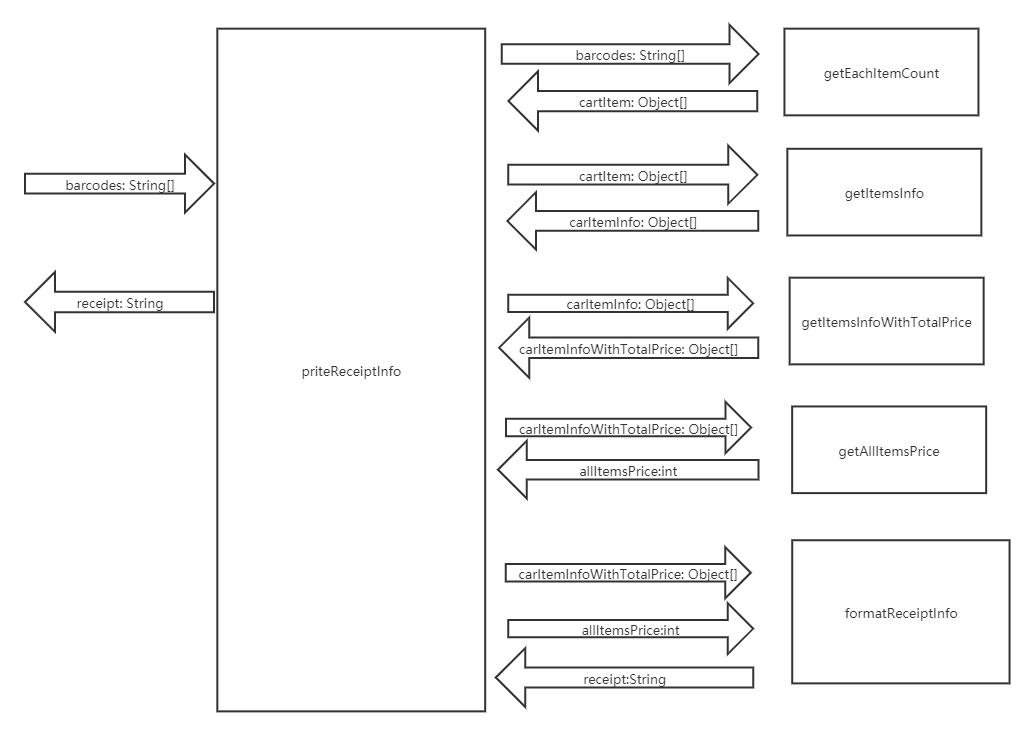 barcodes: String[]
getEachItemCount
cartItem: Object[]
cartItem: Object[]
barcodes: String[]
getItemsInfo
carItemInfo: Object[]
receipt: String
carItemInfo: Object[]
getItemsInfoWithTotalPrice
carItemInfoWithTotalPrice: Object[]
priteReceiptInfo
carItemInfoWithTotalPrice: Object[]
getAllItemsPrice
allItemsPrice:int
carItemInfoWithTotalPrice: Object[]
formatReceiptInfo
allItemsPrice:int
receipt:String